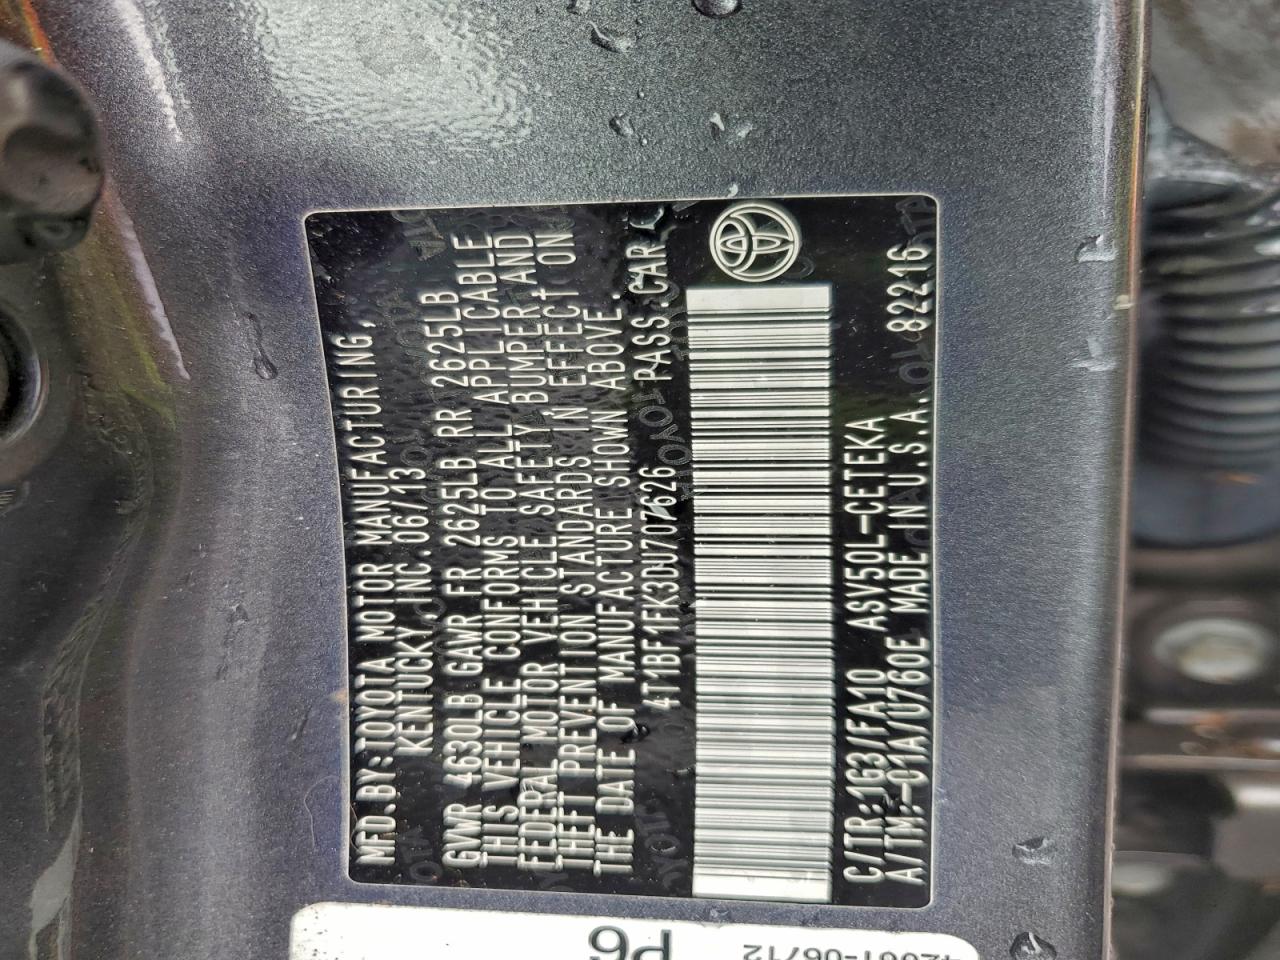 MFD.BY:TOYOTA MOTOR MANUFACTURING,
KENTUCKY, INC. 06/13
GVWR 4630LB GAWR FR 2625LB RR 2625LB
THIS VEHICLE CONFORMS TO ALL APPLICABLE
FEDERAL MOTOR VEHICLE SAFETY, BUMPER, AND
THEFT PREVENTION STANDARDS IN EFFECT ON
THE DATE OF MANUFACTURE SHOWN ABOVE.
4T1BF1FK3DU707626 PASS.CAR
C/TR:1G3/FA10 ASV50L-CETEKA
A/TM:-01A/U760E MADE IN U.S.A. 82216
P6
42661-06712